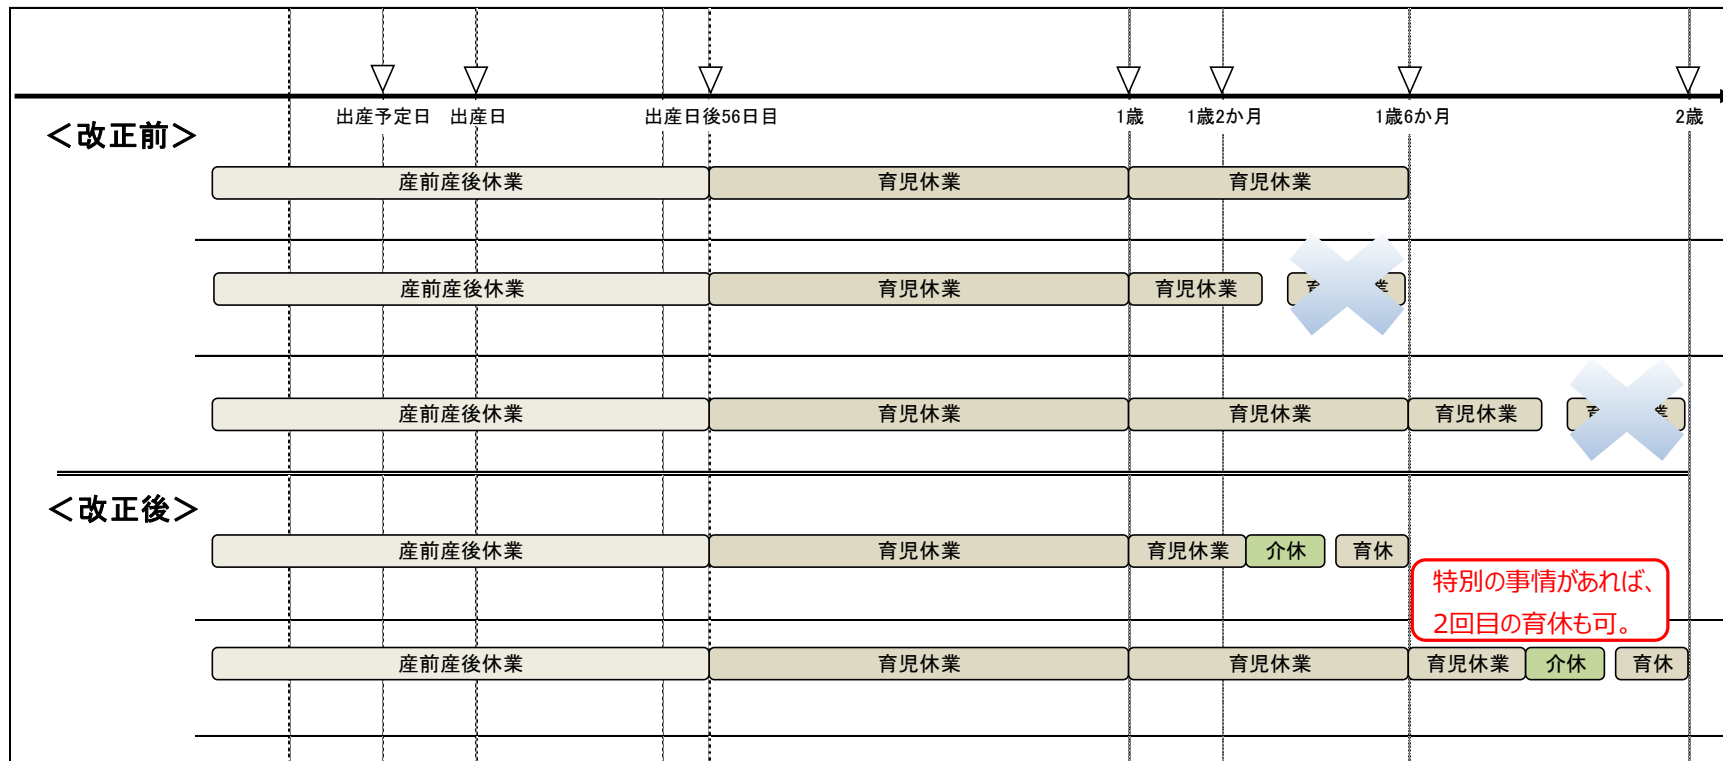 出産予定日 出産日 出産日後56日目 1歳 1歳2か月 1歳6か月 2歳
＜改正前＞
産前産後休業 育児休業 育児休業
産前産後休業 育児休業 育児休業
産前産後休業 育児休業 育児休業 育児休業
＜改正後＞
産前産後休業 育児休業 育児休業 介休 育休
特別の事情があれば、
2回目の育休も可。
産前産後休業 育児休業 育児休業 育児休業 介休 育休